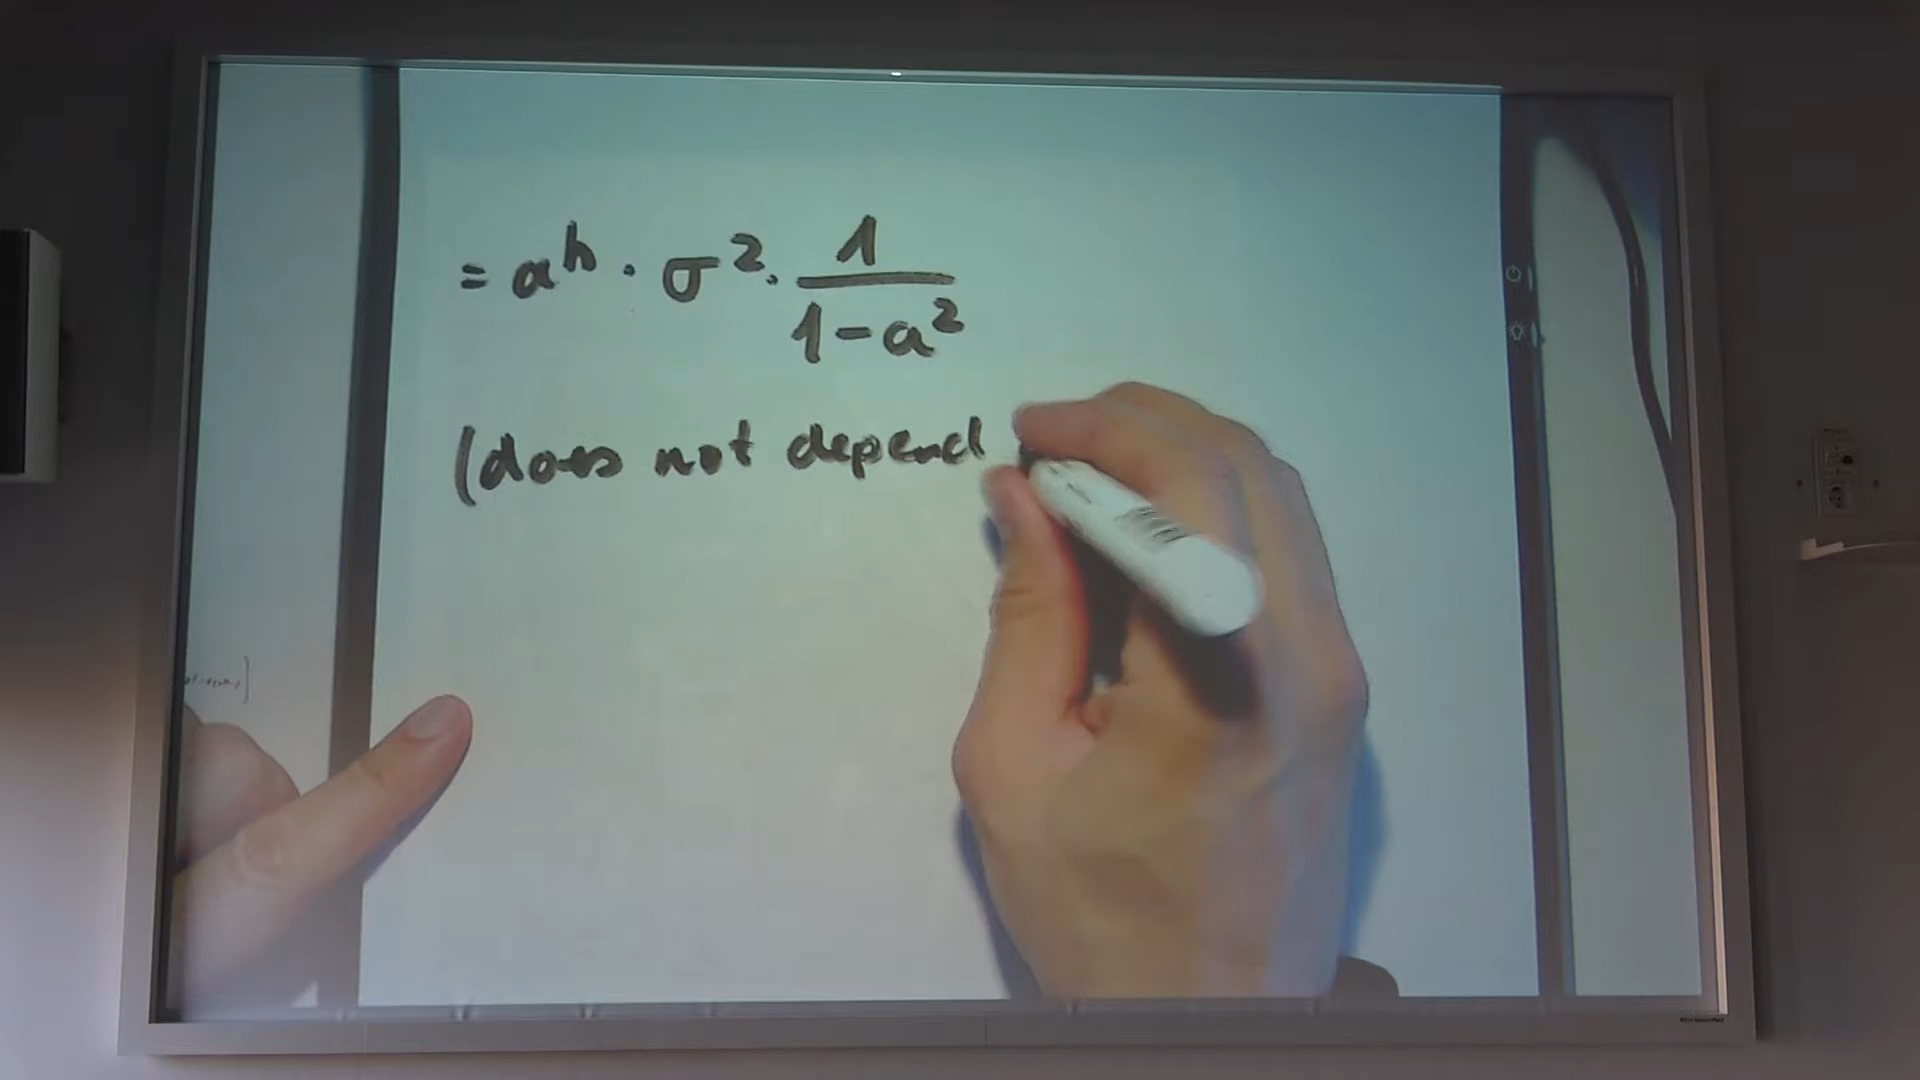 = a^h · σ^2 · 1/(1-a^2)
(does not depend